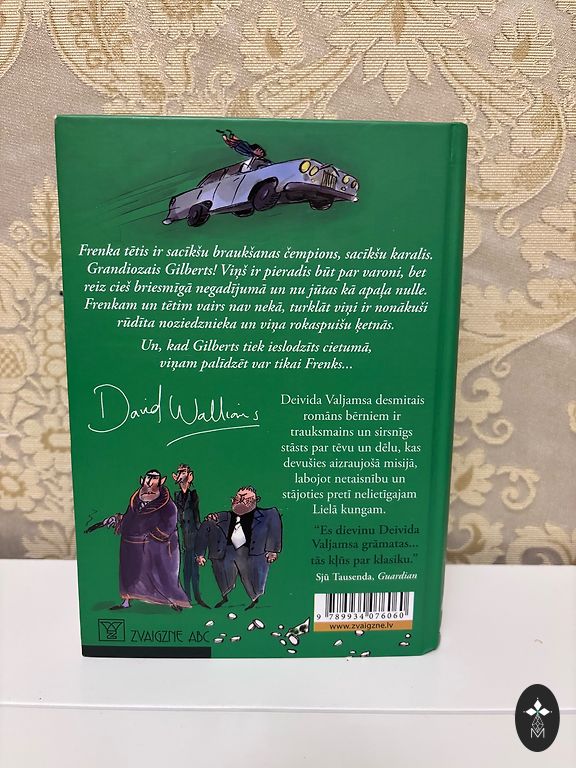 Frenka tētis ir sacīkšu braukšanas čempions, sacīkšu karalis.
Grandiozais Gilberts! Viņš ir pieradis būt par varoni, bet
reiz cieš briesmīgā negadījumā un nu jūtas kā apaļa nulle.
Frenkam un tētim vairs nav nekā, turklāt viņi ir nonākuši
rūdīta noziedznieka un viņa rokaspuišu ķetnās.
Un, kad Gilberts tiek ieslodzīts cietumā,
viņam palīdzēt var tikai Frenks...
David Walliams
Deivida Valjamsa desmitais
romāns bērniem ir
trauksmains un sirsnīgs
stāsts par tēvu un dēlu, kas
devušies aizraujošā misijā,
labojot netaisnību un
stājoties pretī nelietīgajam
Lielā kungam.
“Es dievinu Deivida
Valjamsa grāmatas...
tās kļūs par klasiku.”
Sjū Tausenda, Guardian
9 789934 076060
www.zvaigzne.lv
ZVAIGZNE ABC
M